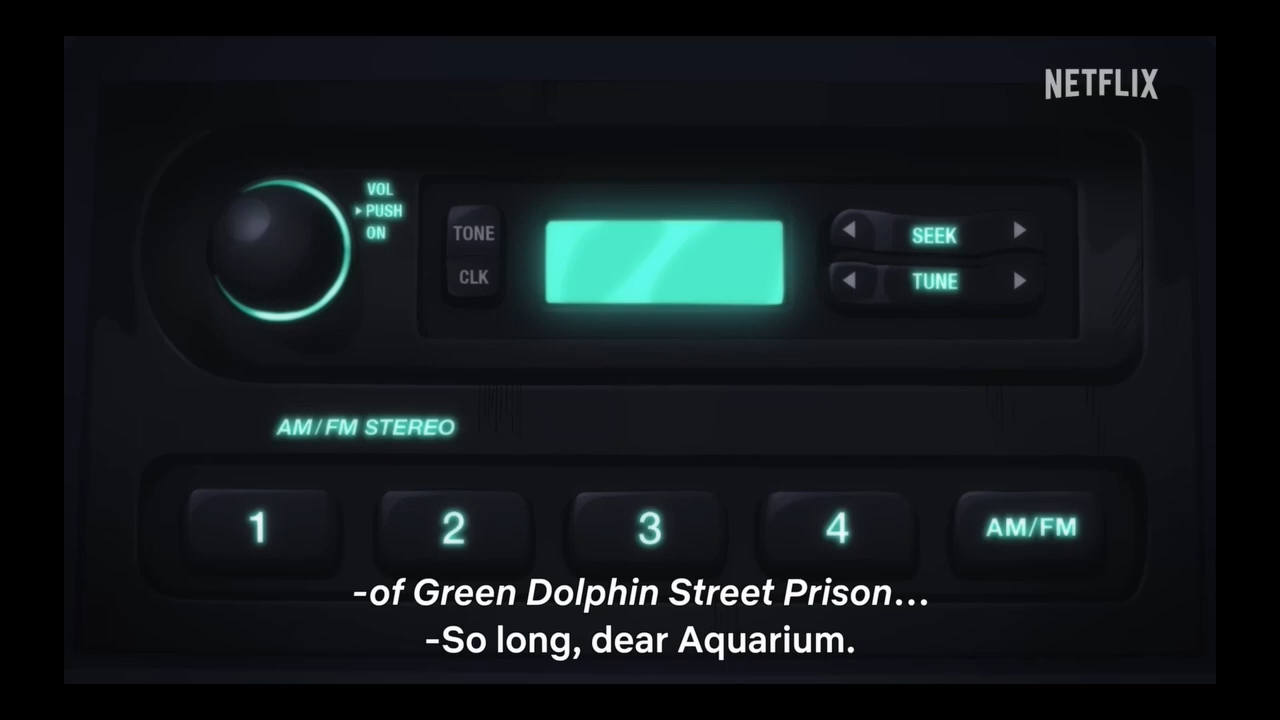 NETFLIX
VOL
PUSH
ON
TONE
CLK
SEEK
TUNE
AM/FM STEREO
1
2
3
4
AM/FM
-of Green Dolphin Street Prison...
-So long, dear Aquarium.